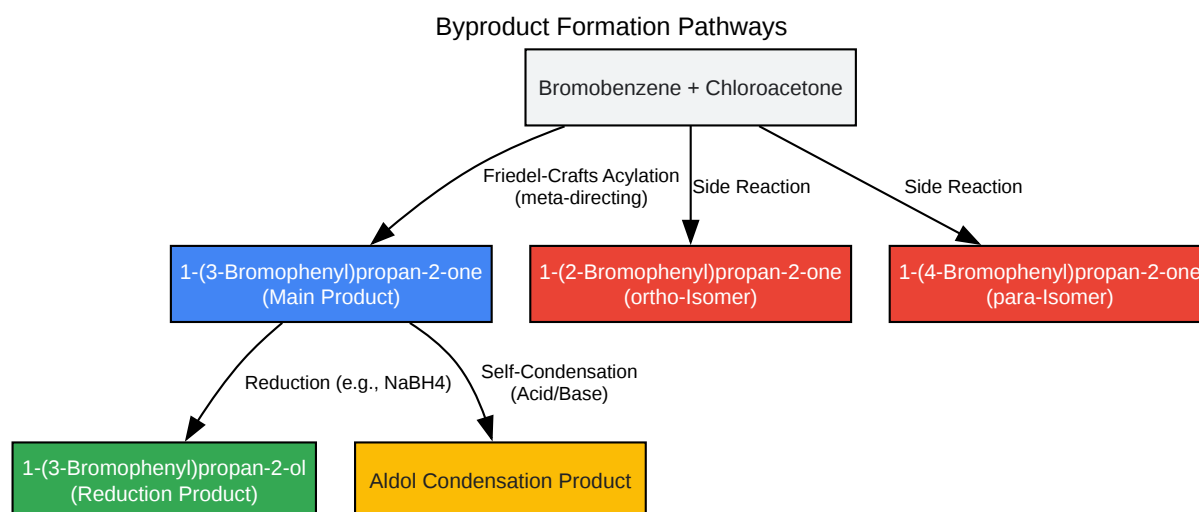 Byproduct Formation Pathways
Bromobenzene + Chloroacetone
Friedel-Crafts Acylation
(meta-directing)
Side Reaction
Side Reaction
1-(3-Bromophenyl)propan-2-one
(Main Product)
1-(2-Bromophenyl)propan-2-one
(ortho-Isomer)
1-(4-Bromophenyl)propan-2-one
(para-Isomer)
Reduction (e.g., NaBH4)
Self-Condensation
(Acid/Base)
1-(3-Bromophenyl)propan-2-ol
(Reduction Product)
Aldol Condensation Product